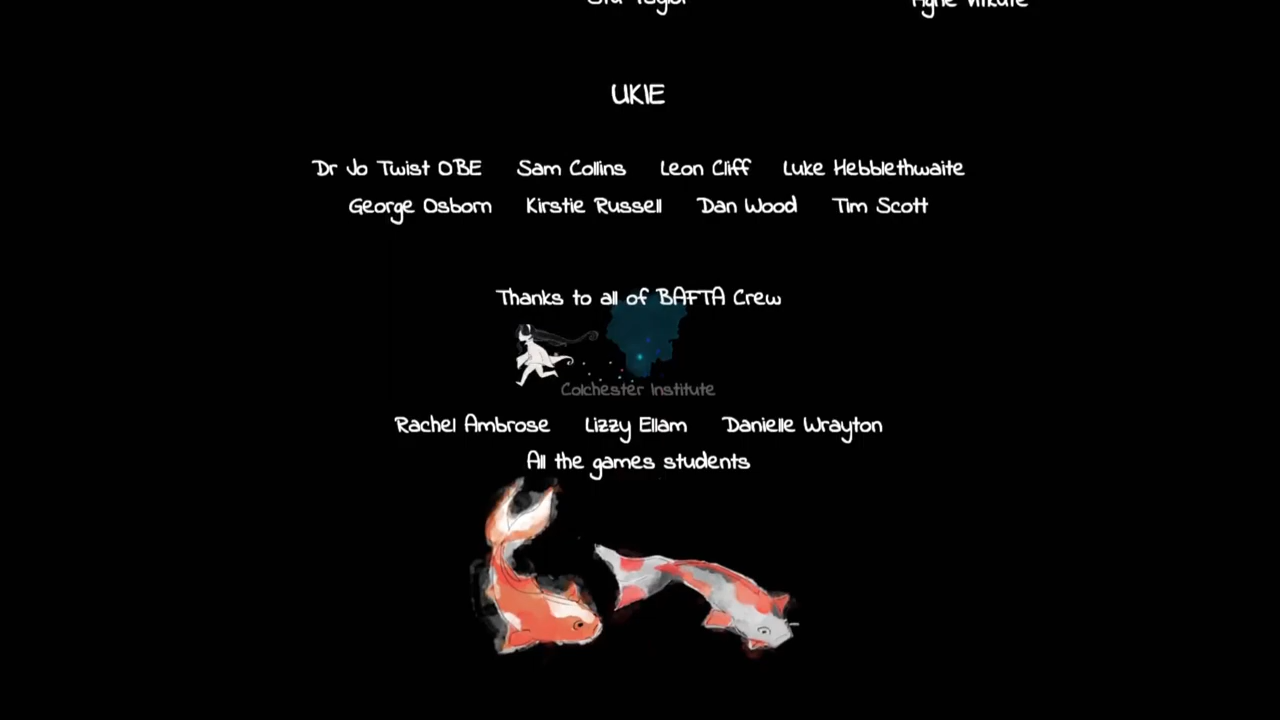 UKIE
Dr Jo Twist OBE Sam Collins Leon Cliff Luke Hebblethwaite
George Osborn Kirstie Russell Dan Wood Tim Scott
Thanks to all of BAFTA Crew
Colchester Institute
Rachel Ambrose Lizzy Ellam Danielle Wrayton
All the games students